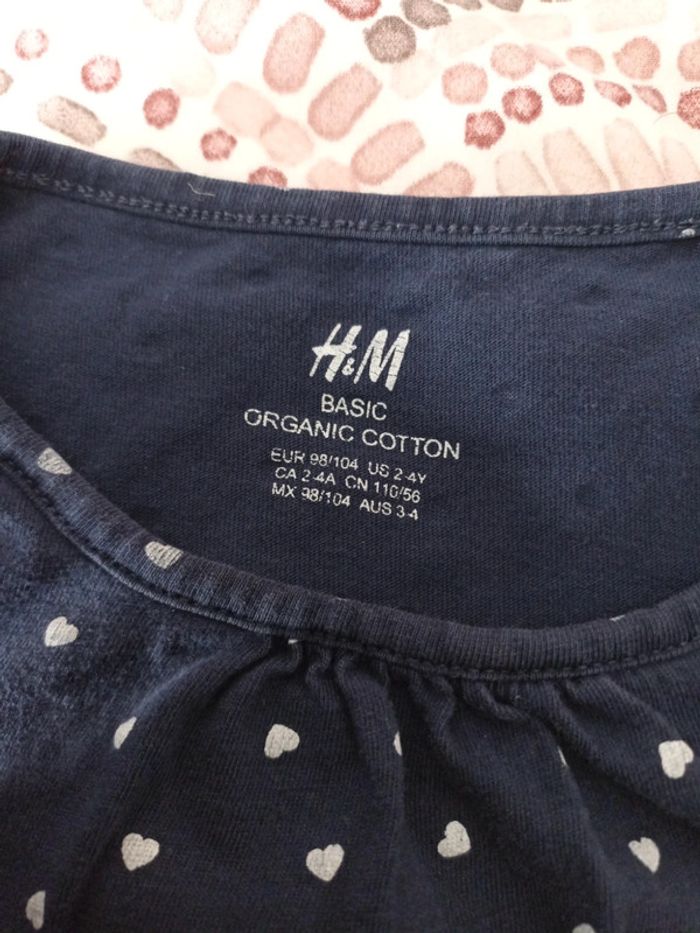 H&M
BASIC
ORGANIC COTTON
EUR 98/104 US 2-4Y
CA 2-4A CN 110/56
MX 98/104 AUS 3-4